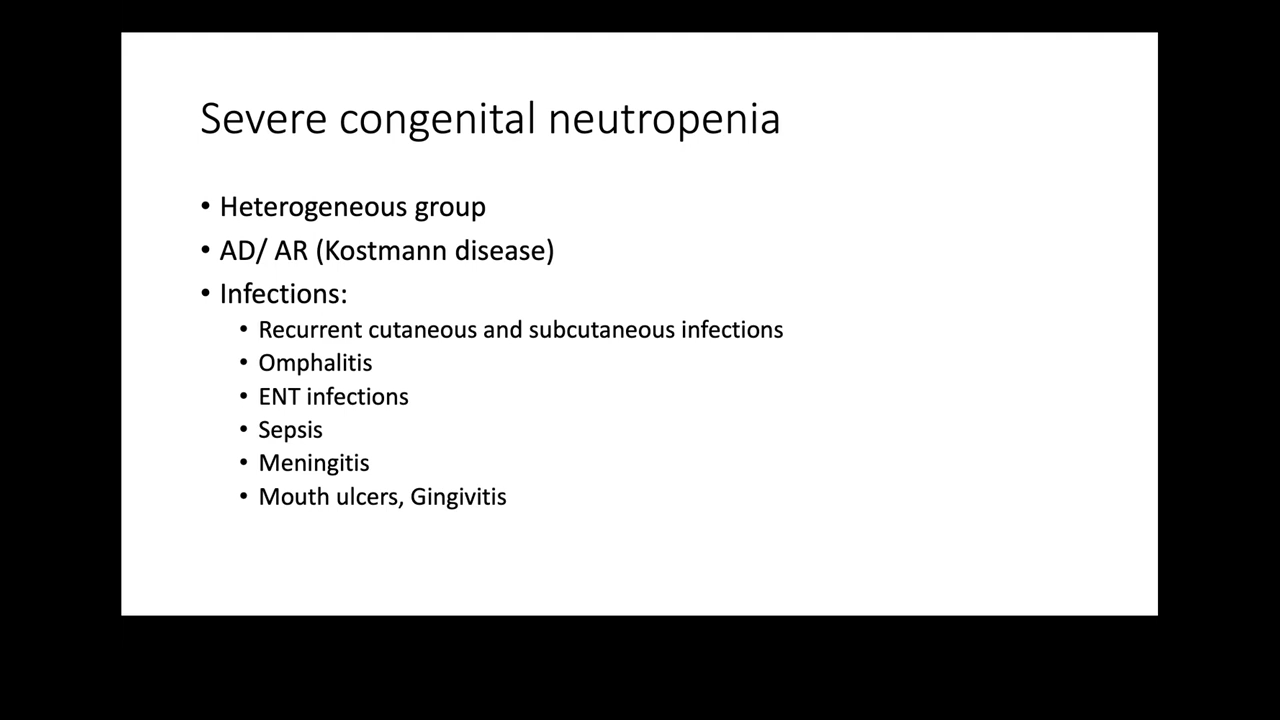 Severe congenital neutropenia
• Heterogeneous group
• AD/ AR (Kostmann disease)
• Infections:
• Recurrent cutaneous and subcutaneous infections
• Omphalitis
• ENT infections
• Sepsis
• Meningitis
• Mouth ulcers, Gingivitis